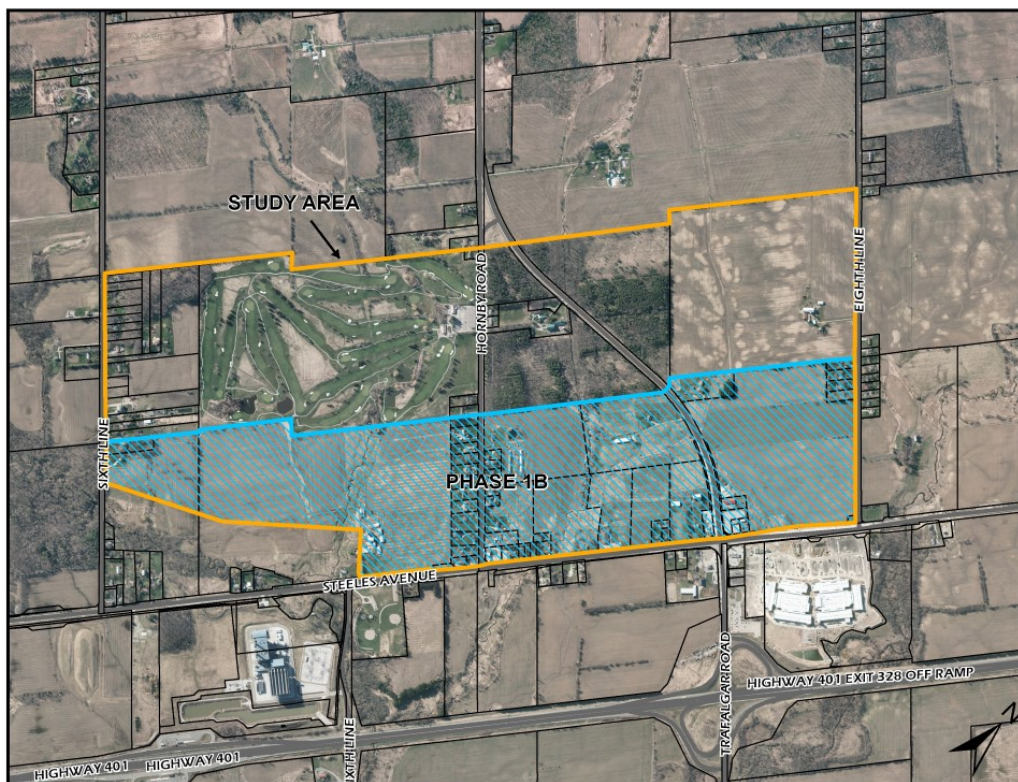 STUDY AREA
HORNBY ROAD
EIGHTH LINE
SIXTH LINE
PHASE 1B
STEELES AVENUE
TRAFALGAR ROAD
HIGHWAY 401 EXIT 328 OFF RAMP
IXTH LINE
HIGHWAY 401
HIGHWAY 401
N